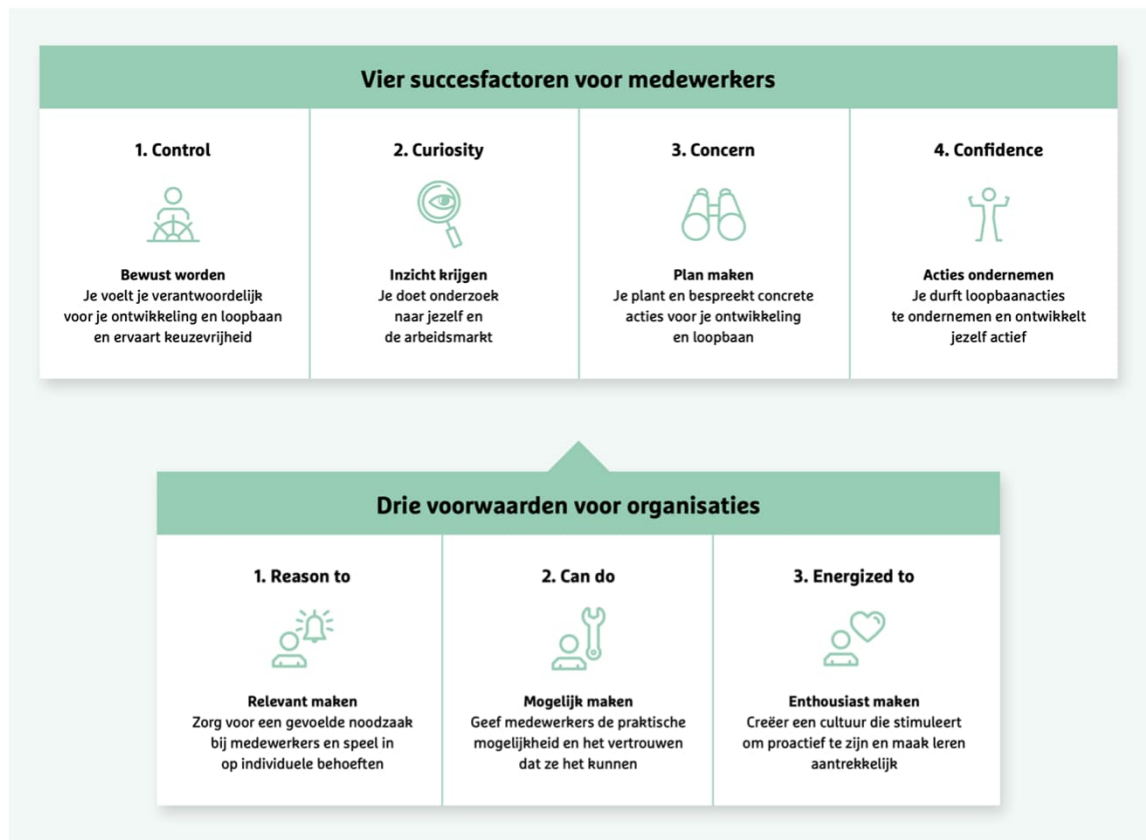 Vier succesfactoren voor medewerkers
1. Control
Bewust worden
Je voelt je verantwoordelijk
voor je ontwikkeling en loopbaan
en ervaart keuzevrijheid
2. Curiosity
Inzicht krijgen
Je doet onderzoek
naar jezelf en
de arbeidsmarkt
3. Concern
Plan maken
Je plant en bespreekt concrete
acties voor je ontwikkeling
en loopbaan
4. Confidence
Acties ondernemen
Je durft loopbaanacties
te ondernemen en ontwikkelt
jezelf actief
Drie voorwaarden voor organisaties
1. Reason to
Relevant maken
Zorg voor een gevoelde noodzaak
bij medewerkers en speel in
op individuele behoeften
2. Can do
Mogelijk maken
Geef medewerkers de praktische
mogelijkheid en het vertrouwen
dat ze het kunnen
3. Energized to
Enthousiast maken
Creëer een cultuur die stimuleert
om proactief te zijn en maak leren
aantrekkelijk